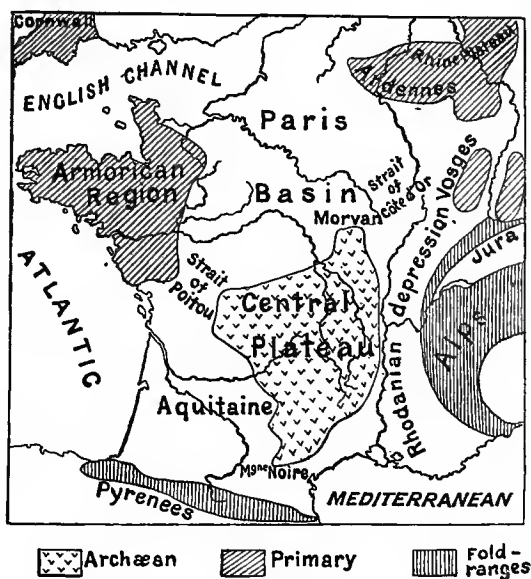 Cornwall
ENGLISH CHANNEL
Rhine Plateau
Ardennes
Paris
Basin
Armorican
Region
Strait of
Côte d'Or
Morvan
Vosges
Jura
Strait of
Poitou
Central
Plateau
Alps
Rhodanian depression
ATLANTIC
Aquitaine
Mgne Noire
Pyrenees
MEDITERRANEAN
Archæan
Primary
Fold-
ranges